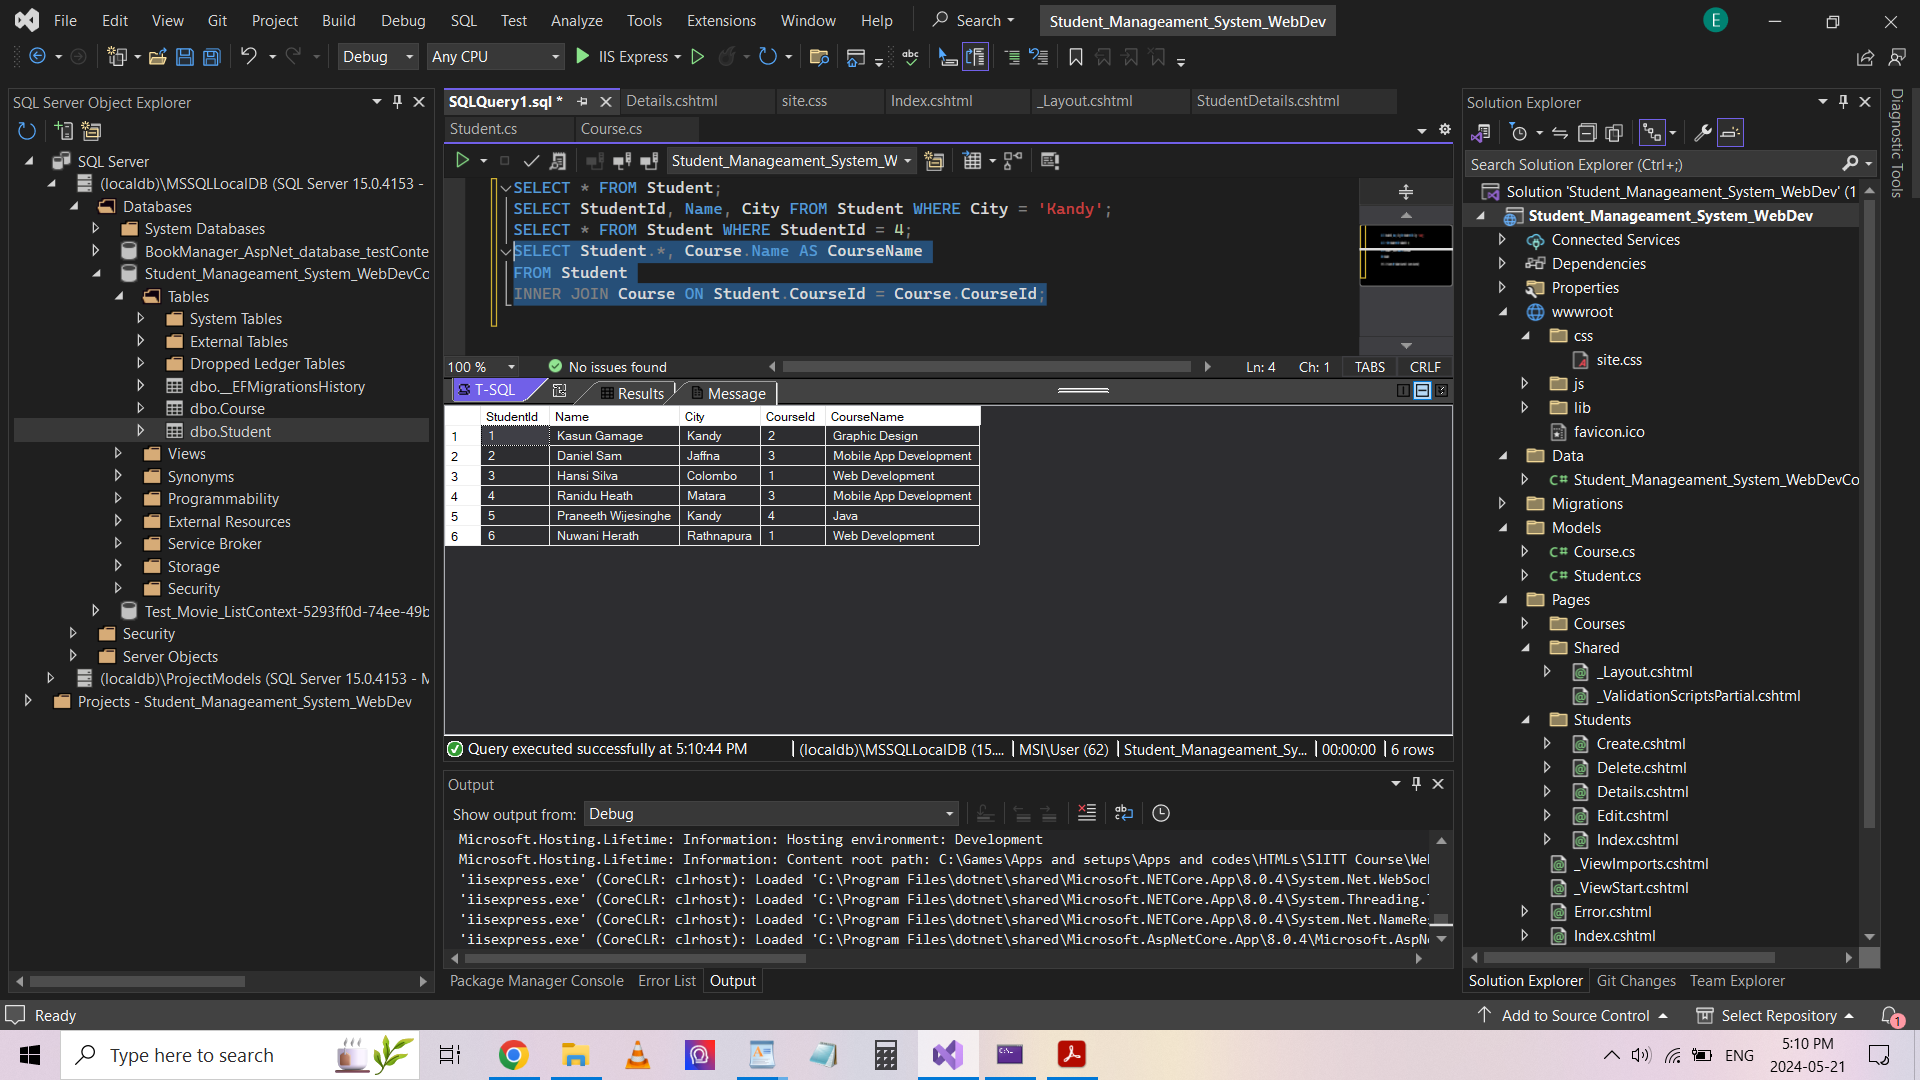 File Edit View Git Project Build Debug SQL Test Analyze Tools Extensions Window Help Search Student_Manageament_System_WebDev E
Debug Any CPU IIS Express
SQL Server Object Explorer
SQL Server
(localdb)\MSSQLLocalDB (SQL Server 15.0.4153 -
Databases
System Databases
BookManager_AspNet_database_testConte
Student_Manageament_System_WebDevCo
Tables
System Tables
External Tables
Dropped Ledger Tables
dbo.__EFMigrationsHistory
dbo.Course
dbo.Student
Views
Synonyms
Programmability
External Resources
Service Broker
Storage
Security
Test_Movie_ListContext-5293ff0d-74ee-49b
Security
Server Objects
(localdb)\ProjectModels (SQL Server 15.0.4153 - M
Projects - Student_Manageament_System_WebDev
SQLQuery1.sql * Details.cshtml site.css Index.cshtml _Layout.cshtml StudentDetails.cshtml
Student.cs Course.cs
Student_Manageament_System_W
SELECT * FROM Student;
SELECT StudentId, Name, City FROM Student WHERE City = 'Kandy';
SELECT * FROM Student WHERE StudentId = 4;
SELECT Student.*, Course.Name AS CourseName
FROM Student
INNER JOIN Course ON Student.CourseId = Course.CourseId;
100 % No issues found Ln: 4 Ch: 1 TABS CRLF
T-SQL Results Message
StudentId Name City CourseId CourseName
1 1 Kasun Gamage Kandy 2 Graphic Design
2 2 Daniel Sam Jaffna 3 Mobile App Development
3 3 Hansi Silva Colombo 1 Web Development
4 4 Ranidu Heath Matara 3 Mobile App Development
5 5 Praneeth Wijesinghe Kandy 4 Java
6 6 Nuwani Herath Rathnapura 1 Web Development
Query executed successfully at 5:10:44 PM (localdb)\MSSQLLocalDB (15.... MSI\User (62) Student_Manageament_Sy... 00:00:00 6 rows
Output
Show output from: Debug
Microsoft.Hosting.Lifetime: Information: Hosting environment: Development
Microsoft.Hosting.Lifetime: Information: Content root path: C:\Games\Apps and setups\Apps and codes\HTMLs\SlITT Course\We
'iisexpress.exe' (CoreCLR: clrhost): Loaded 'C:\Program Files\dotnet\shared\Microsoft.NETCore.App\8.0.4\System.Net.WebSoc
'iisexpress.exe' (CoreCLR: clrhost): Loaded 'C:\Program Files\dotnet\shared\Microsoft.NETCore.App\8.0.4\System.Threading.
'iisexpress.exe' (CoreCLR: clrhost): Loaded 'C:\Program Files\dotnet\shared\Microsoft.NETCore.App\8.0.4\System.Net.NameRe
'iisexpress.exe' (CoreCLR: clrhost): Loaded 'C:\Program Files\dotnet\shared\Microsoft.AspNetCore.App\8.0.4\Microsoft.AspN
Package Manager Console Error List Output
Solution Explorer
Search Solution Explorer (Ctrl+;)
Solution 'Student_Manageament_System_WebDev' (1
Student_Manageament_System_WebDev
Connected Services
Dependencies
Properties
wwwroot
css
site.css
js
lib
favicon.ico
Data
C# Student_Manageament_System_WebDevCo
Migrations
Models
C# Course.cs
C# Student.cs
Pages
Courses
Shared
_Layout.cshtml
_ValidationScriptsPartial.cshtml
Students
Create.cshtml
Delete.cshtml
Details.cshtml
Edit.cshtml
Index.cshtml
_ViewImports.cshtml
_ViewStart.cshtml
Error.cshtml
Index.cshtml
Solution Explorer Git Changes Team Explorer
Diagnostic Tools
Ready Add to Source Control Select Repository 1
Type here to search ENG 5:10 PM
2024-05-21